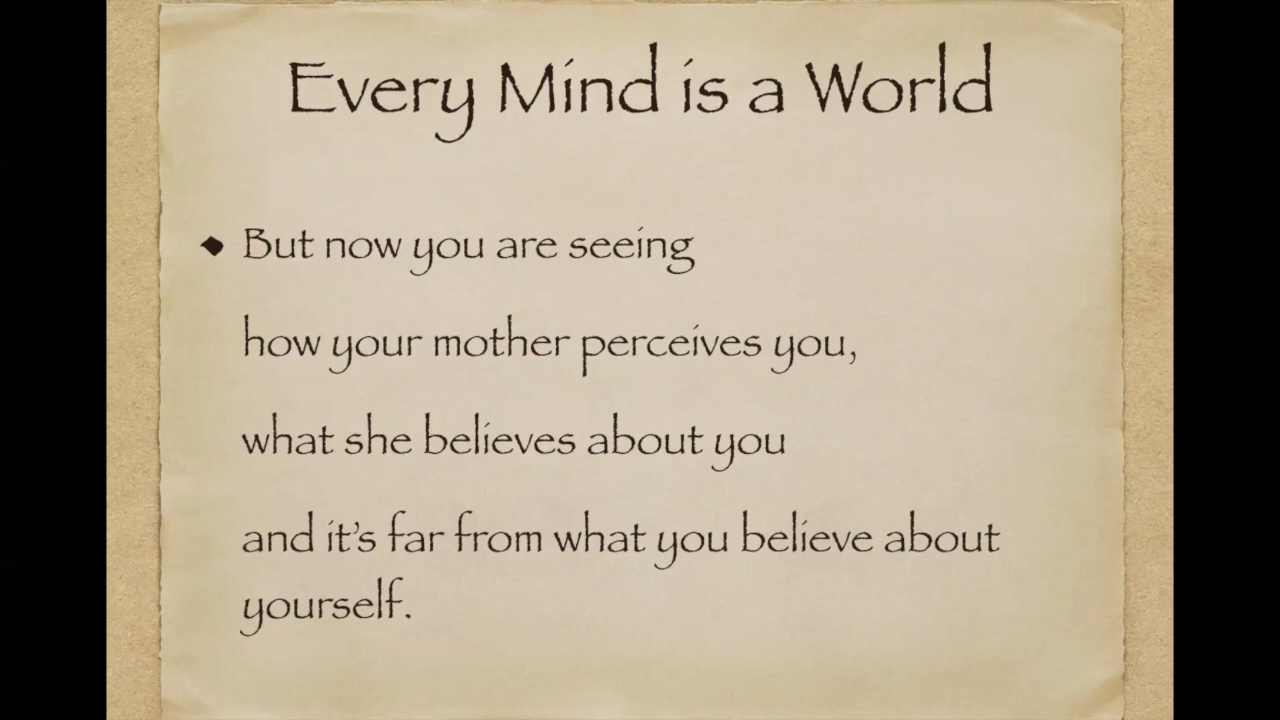 Every Mind is a World
But now you are seeing
how your mother perceives you,
what she believes about you
and it's far from what you believe about
yourself.